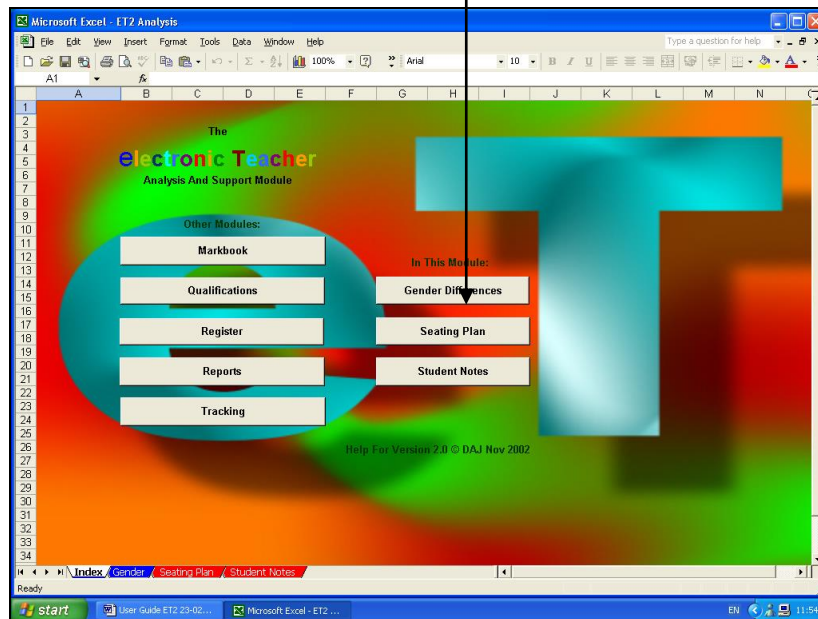 Microsoft Excel - ET2 Analysis
File Edit View Insert Format Tools Data Window Help
Type a question for help
100% Arial 10 B I U
A1 fx
A B C D E F G H I J K L M N
1
2
3
4
5
6
7
8
9
10
11
12
13
14
15
16
17
18
19
20
21
22
23
24
25
26
27
28
29
30
31
32
33
34
The
electronic Teacher
Analysis And Support Module
Other Modules:
Markbook
Qualifications
Register
Reports
Tracking
In This Module:
Gender Differences
Seating Plan
Student Notes
Help For Version 2.0 © DAJ Nov 2002
eT
Index Gender Seating Plan Student Notes
Ready
start User Guide ET2 23-02... Microsoft Excel - ET2 ... EN 11:54